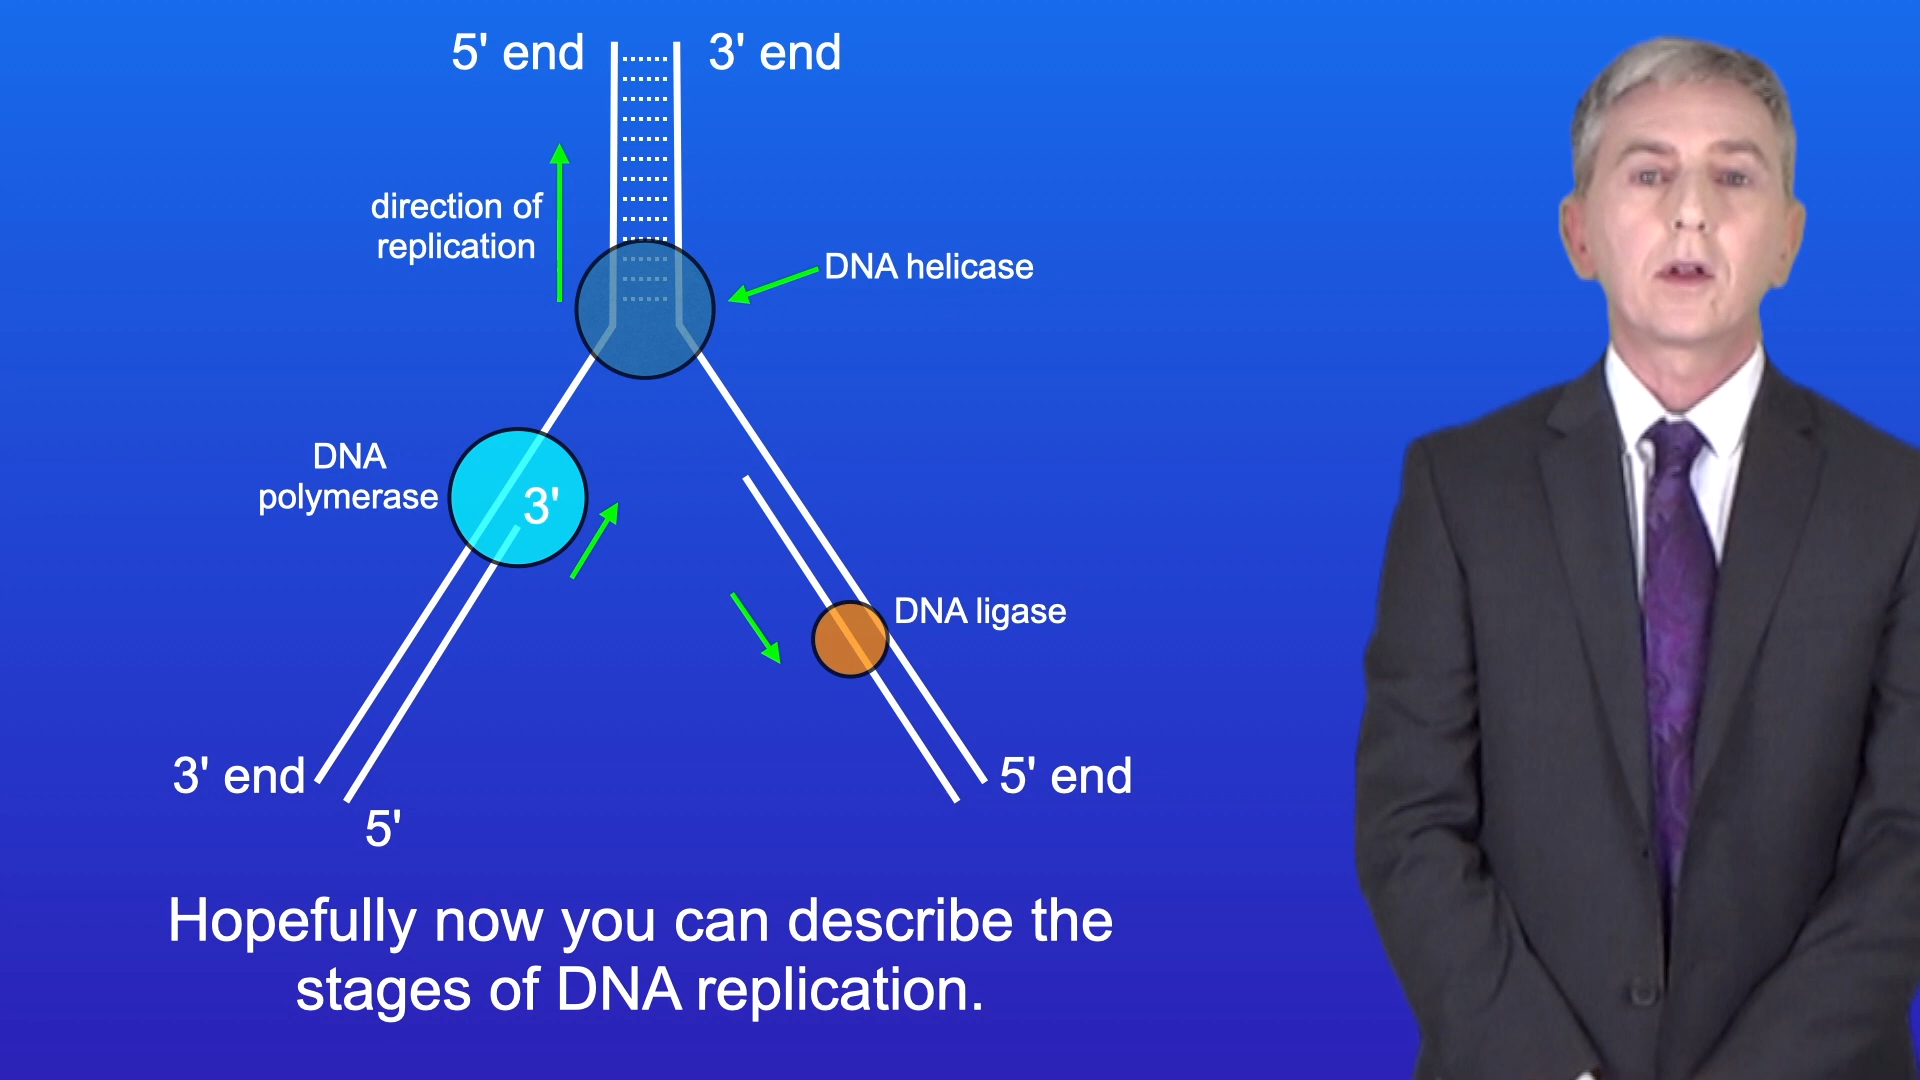 5' end
3' end
direction of
replication
DNA helicase
DNA
polymerase
3'
DNA ligase
3' end
5' end
5'
Hopefully now you can describe the
stages of DNA replication.